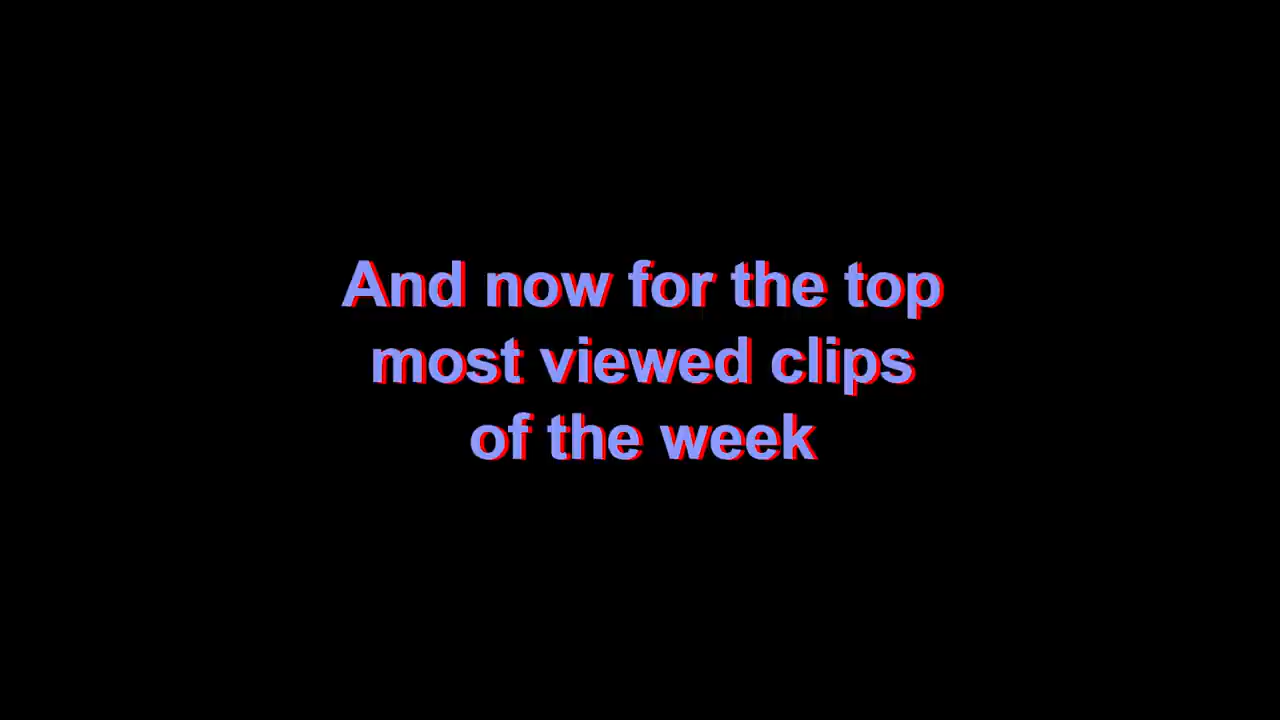 And now for the top
most viewed clips
of the week